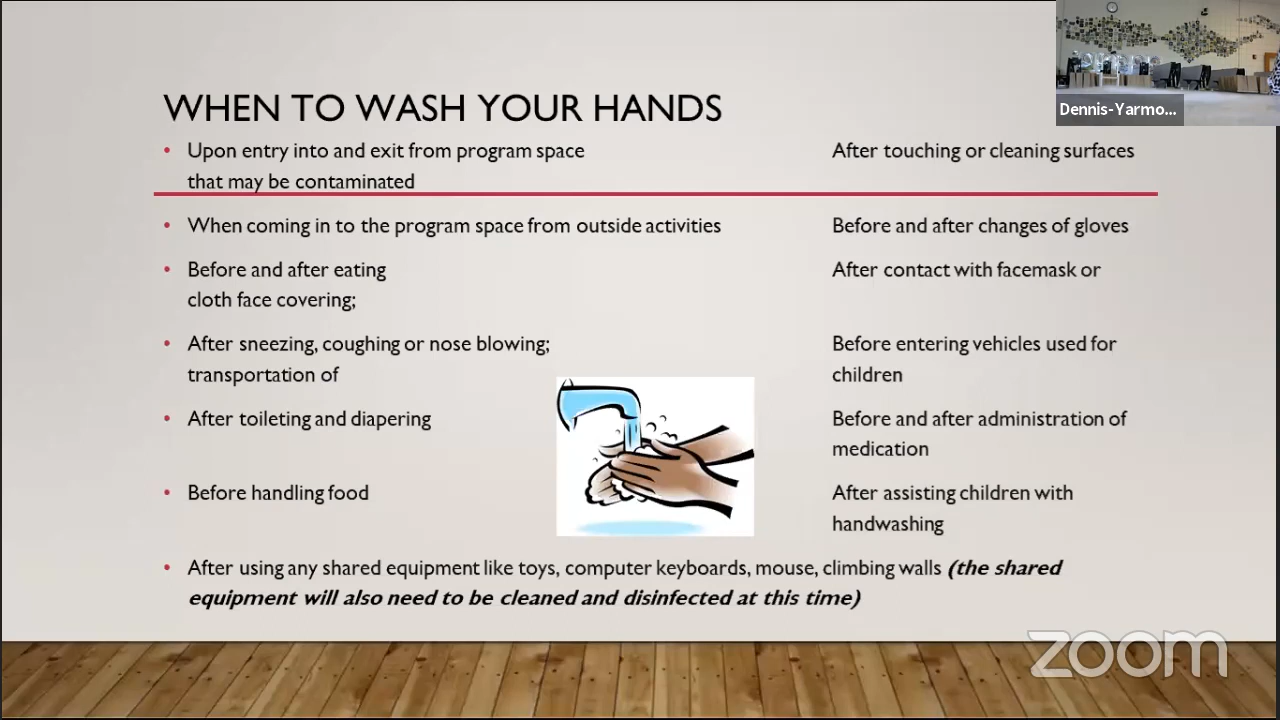 Dennis-Yarmo...
WHEN TO WASH YOUR HANDS
• Upon entry into and exit from program space After touching or cleaning surfaces
that may be contaminated
• When coming in to the program space from outside activities Before and after changes of gloves
• Before and after eating After contact with facemask or
cloth face covering;
• After sneezing, coughing or nose blowing; Before entering vehicles used for
transportation of children
• After toileting and diapering Before and after administration of
medication
• Before handling food After assisting children with
handwashing
• After using any shared equipment like toys, computer keyboards, mouse, climbing walls (the shared
equipment will also need to be cleaned and disinfected at this time)
zoom